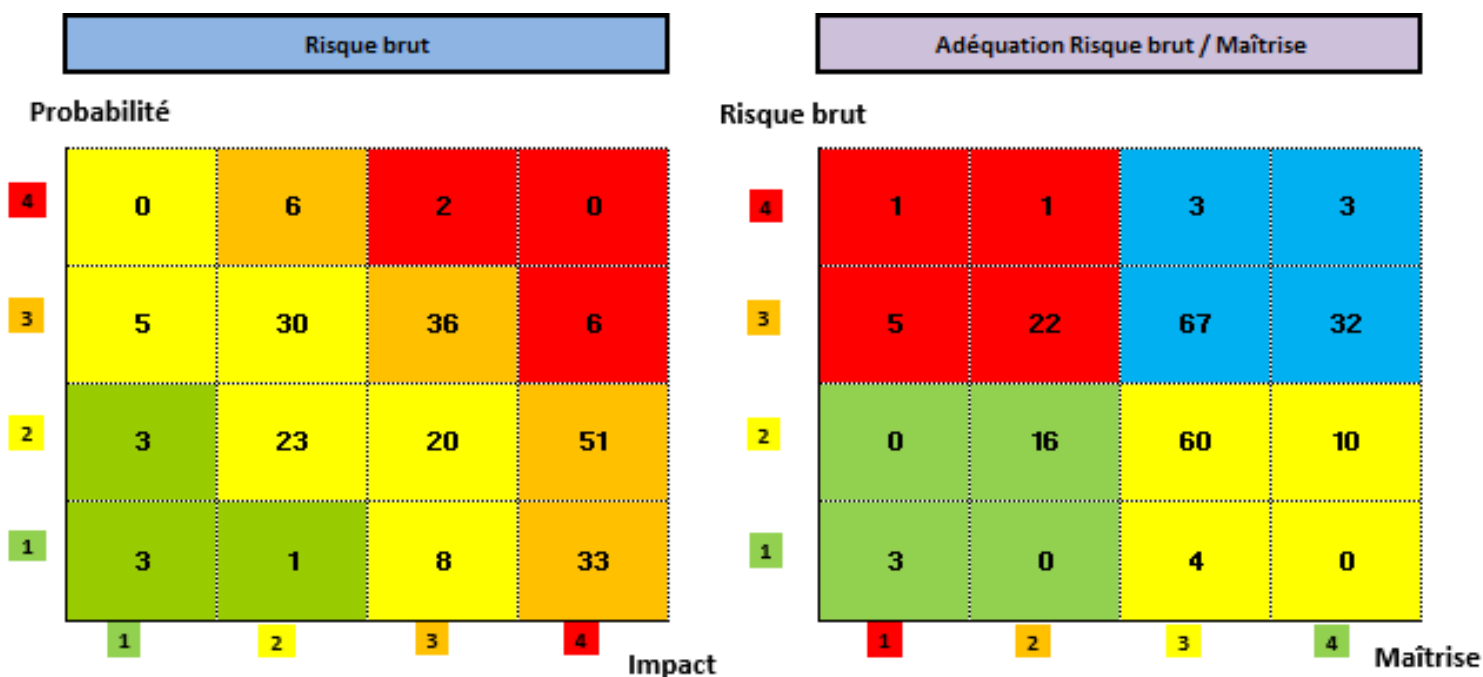 Risque brut
Adéquation Risque brut / Maîtrise
Probabilité
Risque brut
4 0 6 2 0
4 1 1 3 3
3 5 30 36 6
3 5 22 67 32
2 3 23 20 51
2 0 16 60 10
1 3 1 8 33
1 3 0 4 0
1 2 3 4
Impact
1 2 3 4
Maîtrise